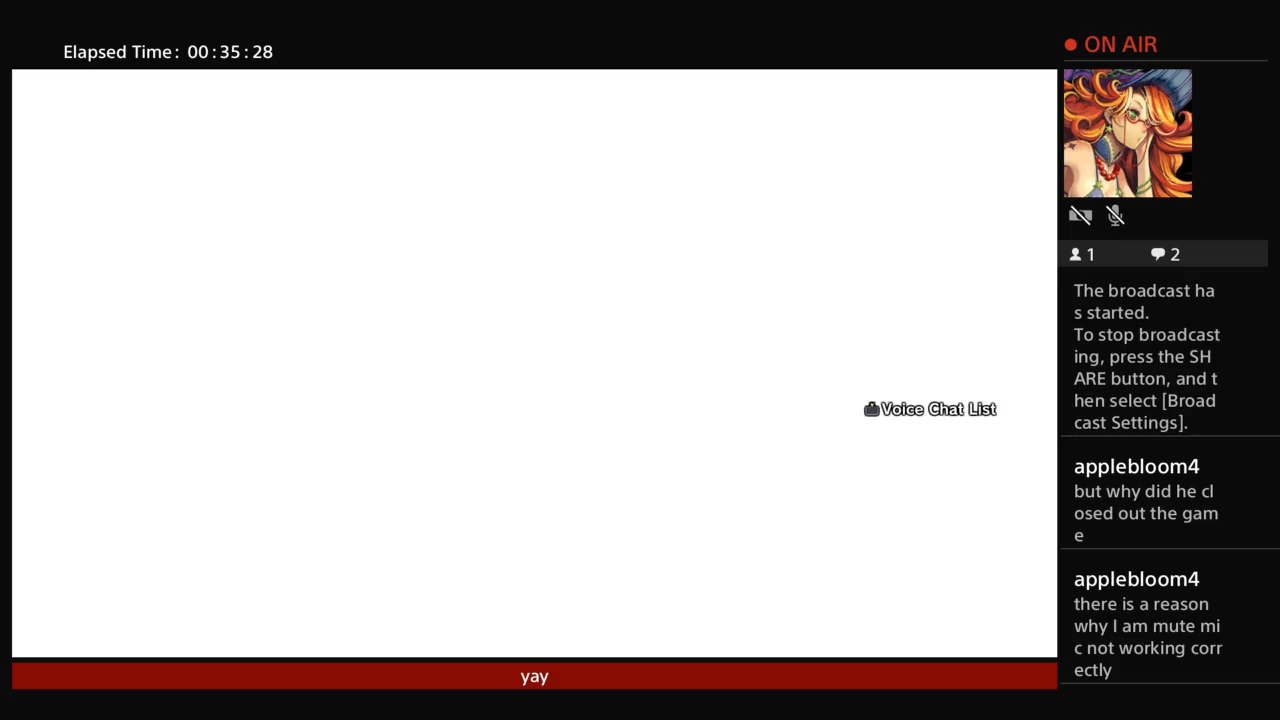 Elapsed Time: 00:35:28
ON AIR
1 2
The broadcast ha
s started.
To stop broadcast
ing, press the SH
ARE button, and t
hen select [Broad
cast Settings].
Voice Chat List
applebloom4
but why did he cl
osed out the gam
e
applebloom4
there is a reason
why I am mute mi
c not working corr
ectly
yay